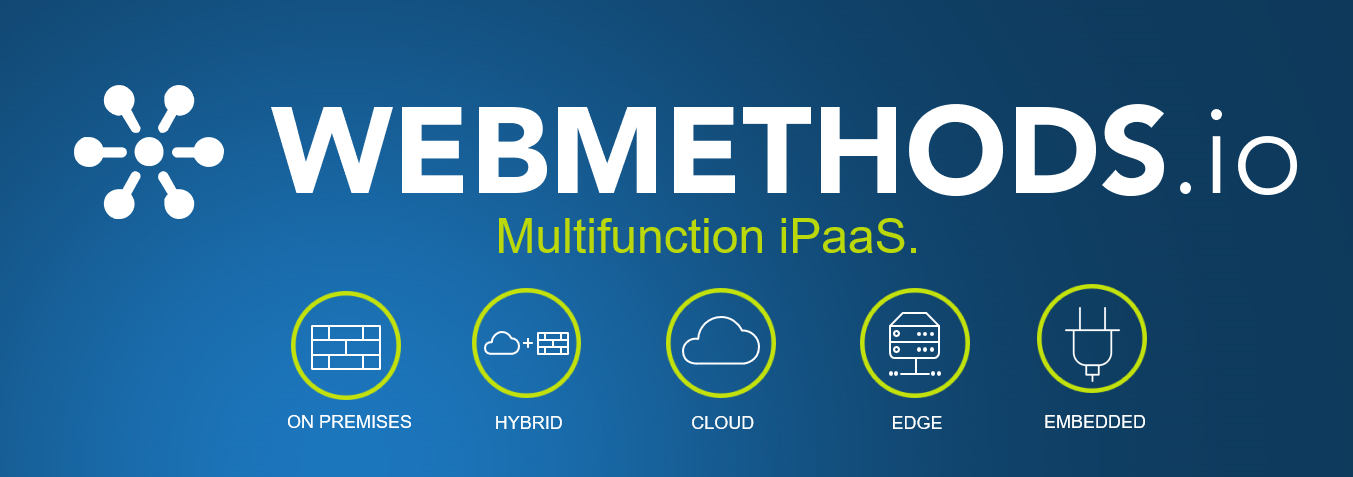 WEBMETHODS.io
Multifunction iPaaS.
ON PREMISES
HYBRID
CLOUD
EDGE
EMBEDDED